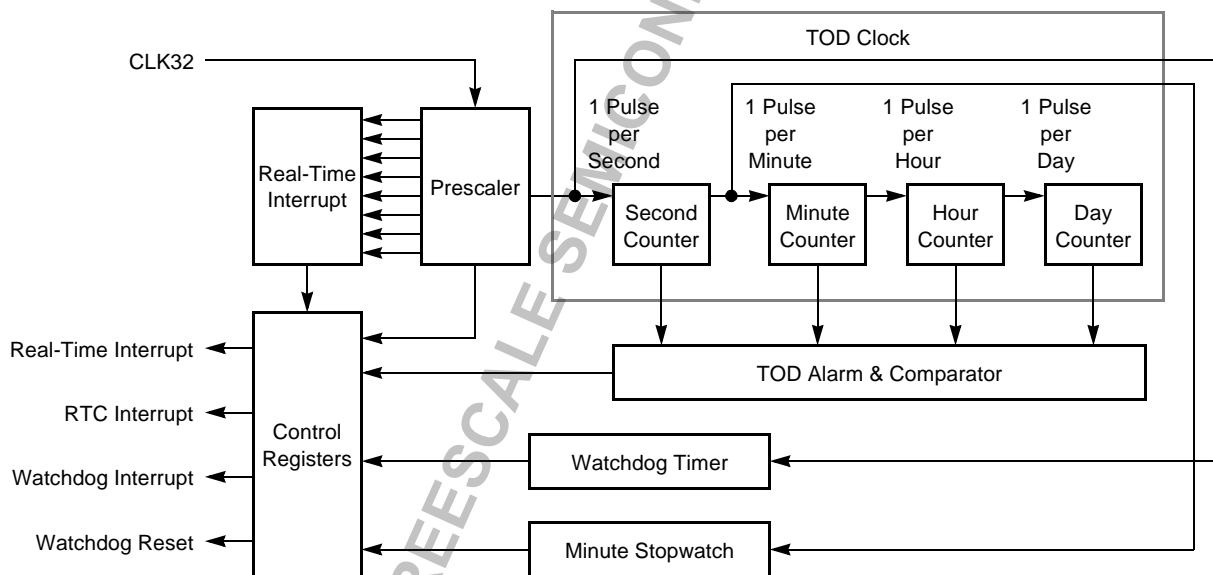 TOD Clock
CLK32
1 Pulse
per
Second
1 Pulse
per
Minute
1 Pulse
per
Hour
1 Pulse
per
Day
Real-Time
Interrupt
Prescaler
Second
Counter
Minute
Counter
Hour
Counter
Day
Counter
Real-Time Interrupt
RTC Interrupt
Watchdog Interrupt
Watchdog Reset
Control
Registers
TOD Alarm & Comparator
Watchdog Timer
Minute Stopwatch
REESCALE SEMICON